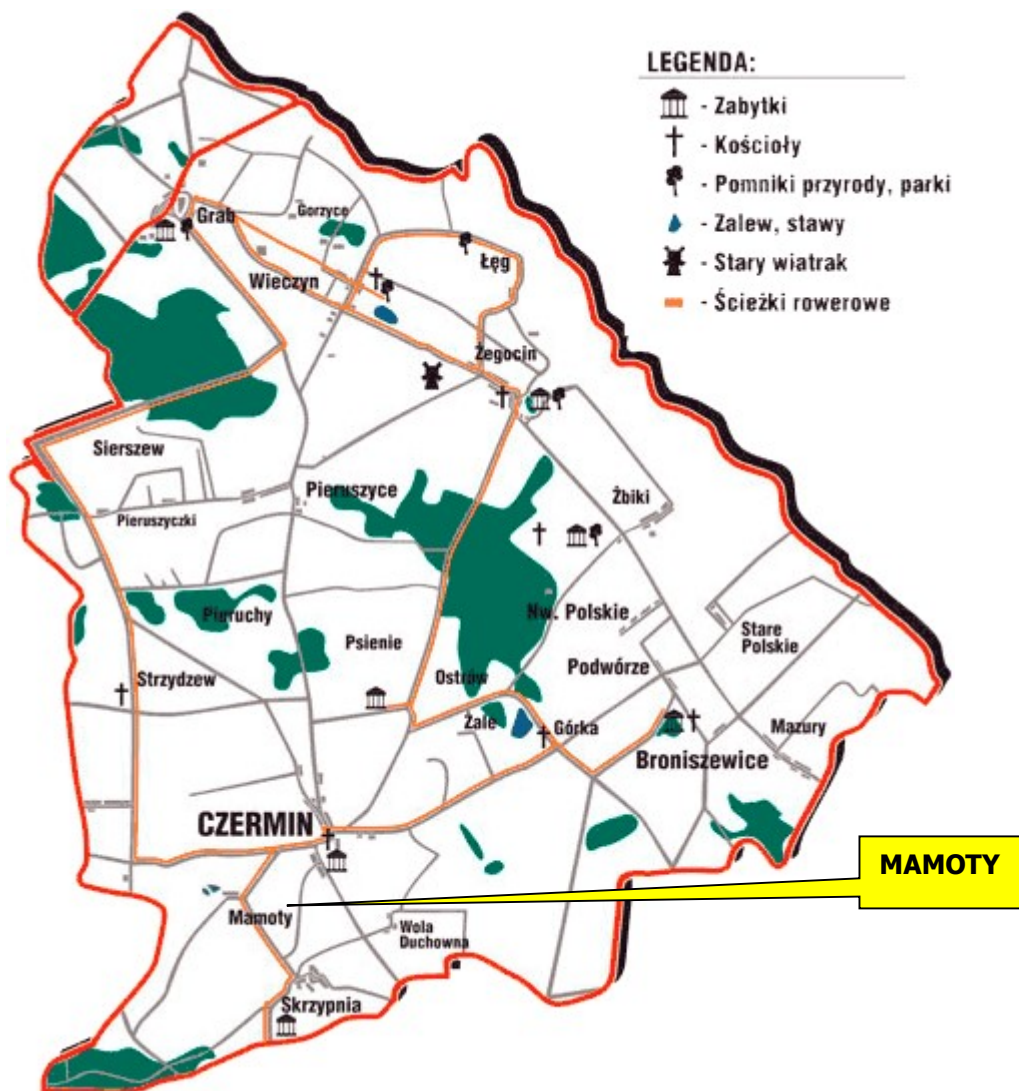 LEGENDA:
- Zabytki
- Kościoły
- Pomniki przyrody, parki
- Zalew, stawy
- Stary wiatrak
- Ścieżki rowerowe
Grab
Gorzyce
Łęg
Wieczyn
Żegocin
Sierszew
Pieruszyce
Żbiki
Pieruszyczki
Pieruchy
Nw. Polskie
Psienie
Stare
Polskie
Podwórze
Strzydzew
Ostrów
Żale
Górka
Mazury
Broniszewice
CZERMIN
MAMOTY
Mamoty
Wola
Duchowna
Skrzypnia